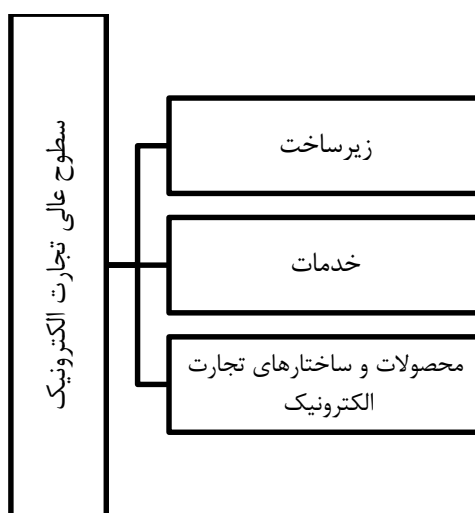 سطوح عالی تجارت الکترونیک
زیرساخت
خدمات
محصولات و ساختارهای تجارت
الکترونیک